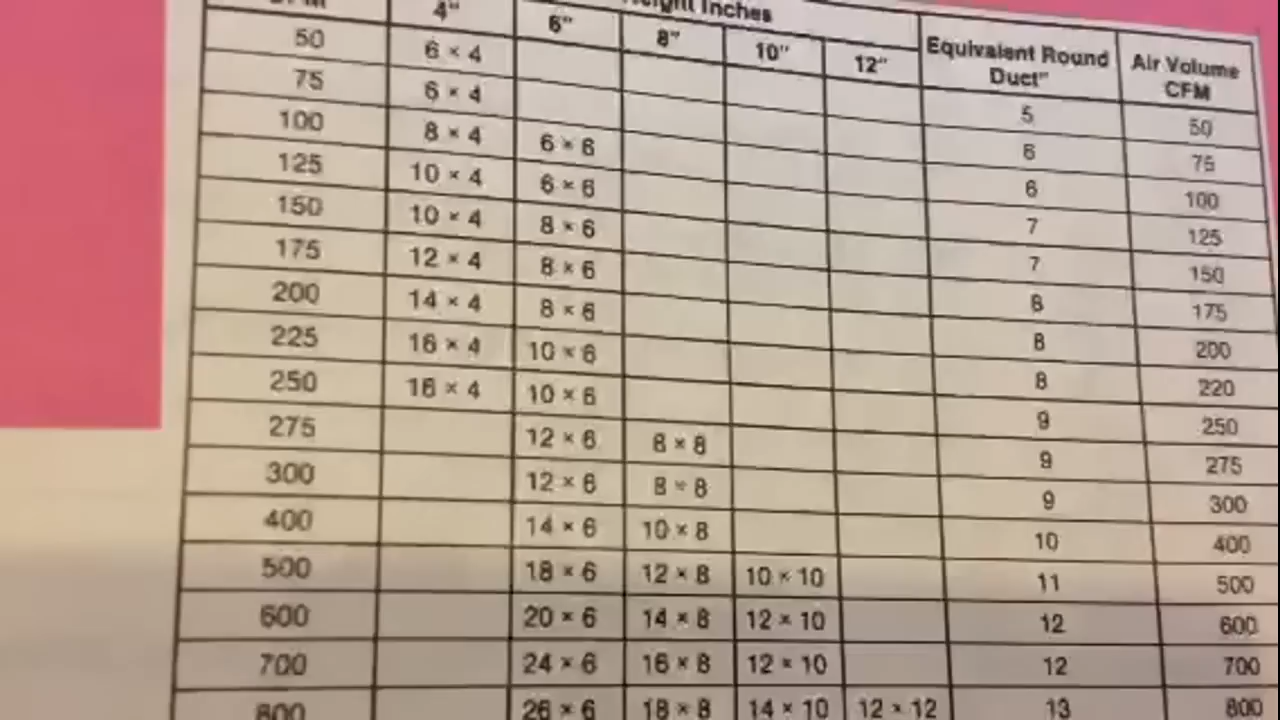 Height Inches
CFM 4" 6" 8" 10" 12" Equivalent Round Duct" Air Volume CFM
50 6 × 4 5 50
75 6 × 4 6 75
100 8 × 4 6 × 6 6 100
125 10 × 4 6 × 6 7 125
150 10 × 4 8 × 6 7 150
175 12 × 4 8 × 6 8 175
200 14 × 4 8 × 6 8 200
225 16 × 4 10 × 6 8 220
250 16 × 4 10 × 6 9 250
275 12 × 6 8 × 8 9 275
300 12 × 6 8 × 8 9 300
400 14 × 6 10 × 8 10 400
500 18 × 6 12 × 8 10 × 10 11 500
600 20 × 6 14 × 8 12 × 10 12 600
700 24 × 6 16 × 8 12 × 10 12 700
800 26 × 6 18 × 8 14 × 10 12 × 12 13 800